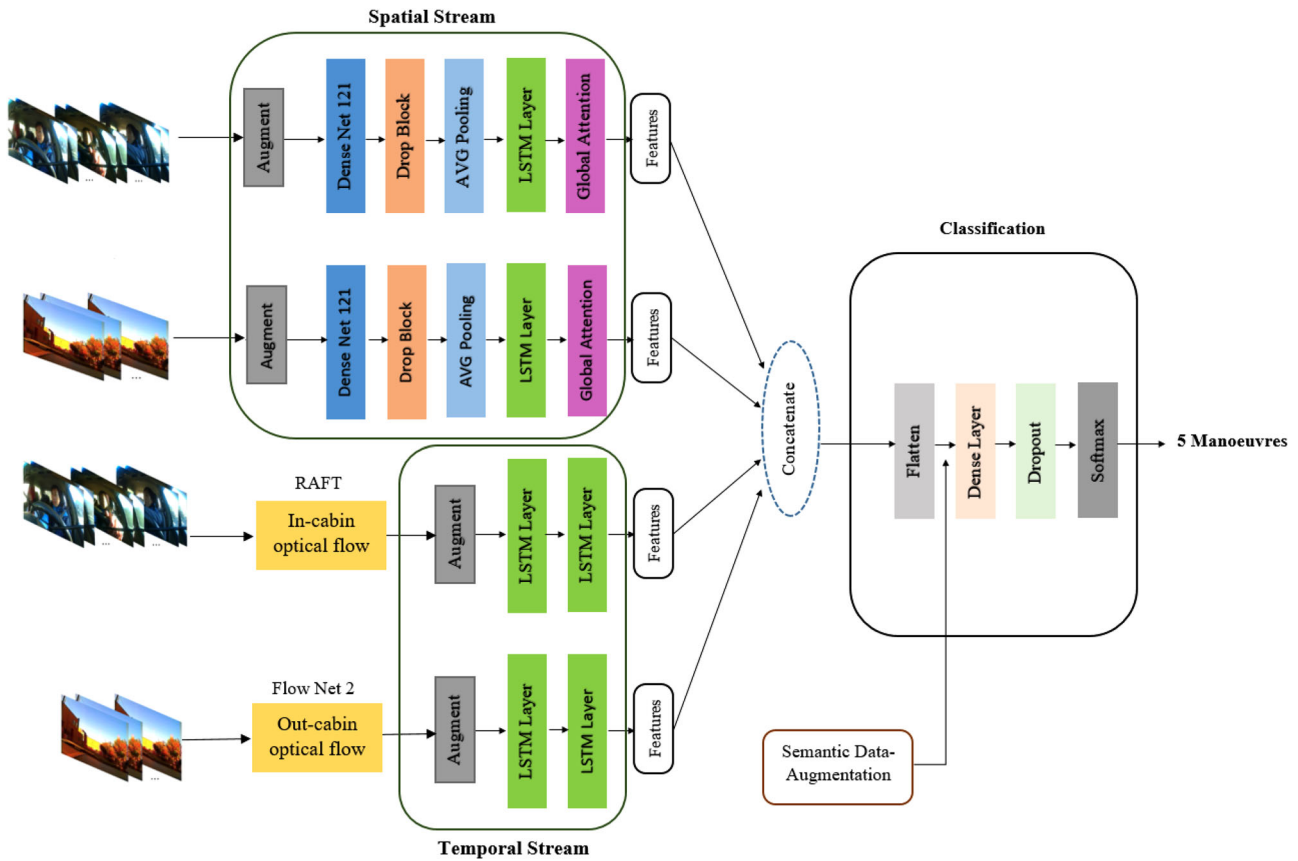 Spatial Stream
Augment
Dense Net 121
Drop Block
AVG Pooling
LSTM Layer
Global Attention
Features
...
...
Augment
Dense Net 121
Drop Block
AVG Pooling
LSTM Layer
Global Attention
Features
...
Classification
Concatenate
Flatten
Dense Layer
Dropout
Softmax
5 Manoeuvres
RAFT
In-cabin
optical flow
Augment
LSTM Layer
LSTM Layer
Features
...
...
Flow Net 2
Out-cabin
optical flow
Augment
LSTM Layer
LSTM Layer
Features
...
Semantic Data-
Augmentation
Temporal Stream